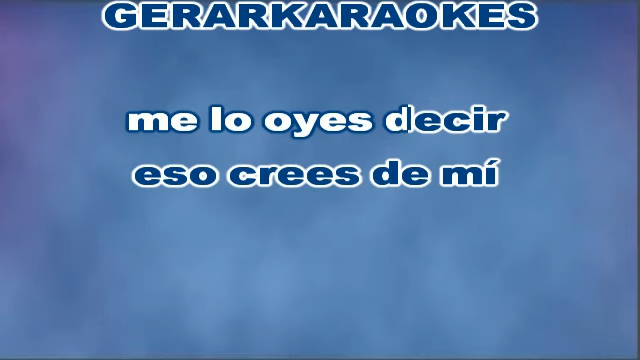 GERARKARAOKES
me lo oyes decir
eso crees de mí